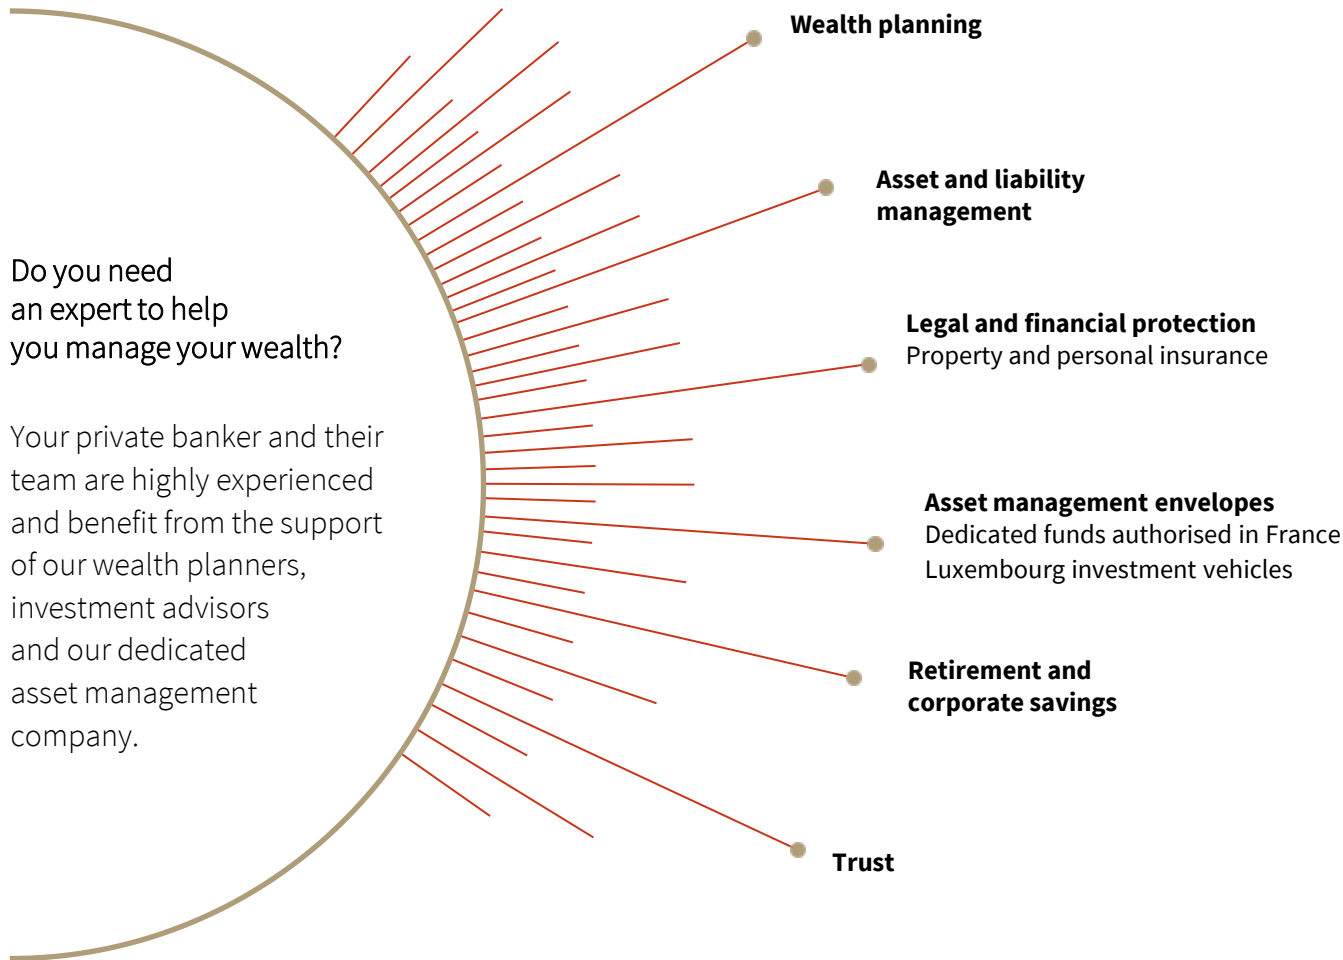 Do you need
an expert to help
you manage your wealth?
Your private banker and their
team are highly experienced
and benefit from the support
of our wealth planners,
investment advisors
and our dedicated
asset management
company.
Wealth planning
Asset and liability
management
Legal and financial protection
Property and personal insurance
Asset management envelopes
Dedicated funds authorised in France
Luxembourg investment vehicles
Retirement and
corporate savings
Trust